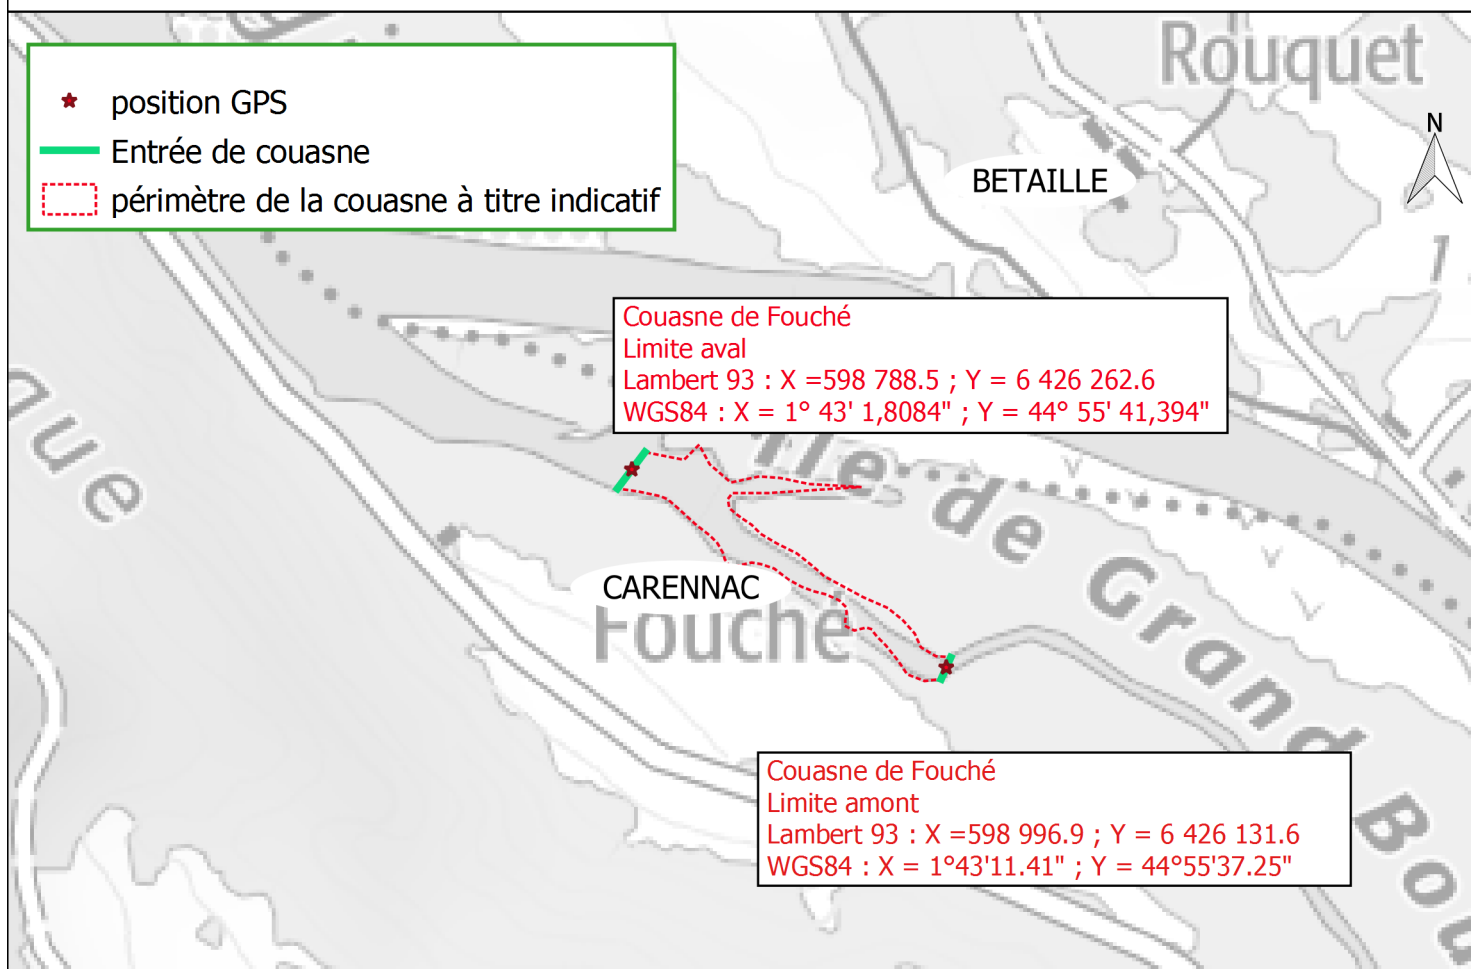 Rouquet
position GPS
Entrée de couasne
périmètre de la couasne à titre indicatif
N
BETAILLE
Couasne de Fouché
Limite aval
Lambert 93 : X =598 788.5 ; Y = 6 426 262.6
WGS84 : X = 1° 43' 1,8084" ; Y = 44° 55' 41,394"
que
Île de Grand Bou
CARENNAC
Fouché
Couasne de Fouché
Limite amont
Lambert 93 : X =598 996.9 ; Y = 6 426 131.6
WGS84 : X = 1°43'11.41" ; Y = 44°55'37.25"